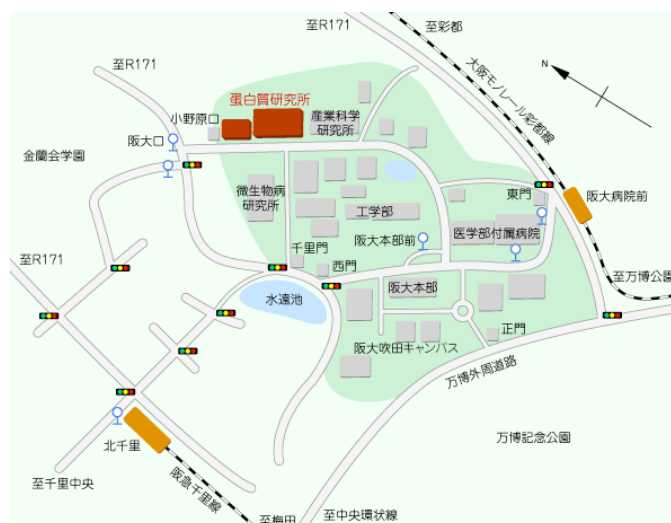 至R171
至彩都
N
至R171
大阪モノレール彩都線
蛋白質研究所
小野原口
産業科学
研究所
阪大口
金蘭会学園
微生物病
研究所
東門
阪大病院前
工学部
千里門
阪大本部前
医学部付属病院
至R171
西門
至万博公園
水遠池
阪大本部
正門
阪大吹田キャンパス
万博外周道路
北千里
万博記念公園
至千里中央
阪急千里線
至梅田
至中央環状線